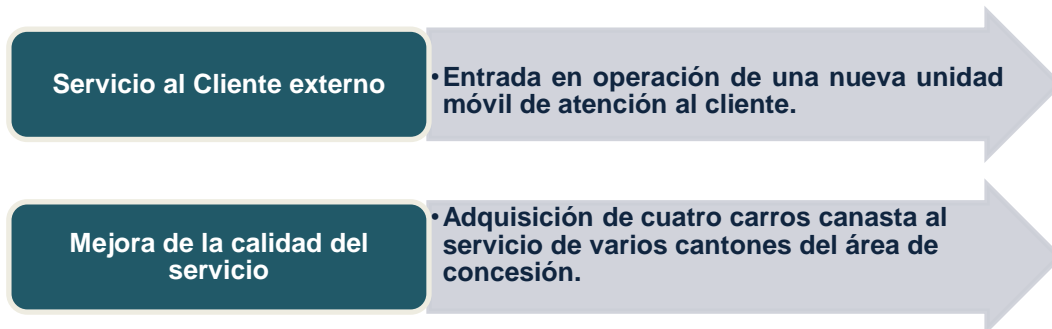 Servicio al Cliente externo
•Entrada en operación de una nueva unidad
móvil de atención al cliente.
Mejora de la calidad del
servicio
•Adquisición de cuatro carros canasta al
servicio de varios cantones del área de
concesión.